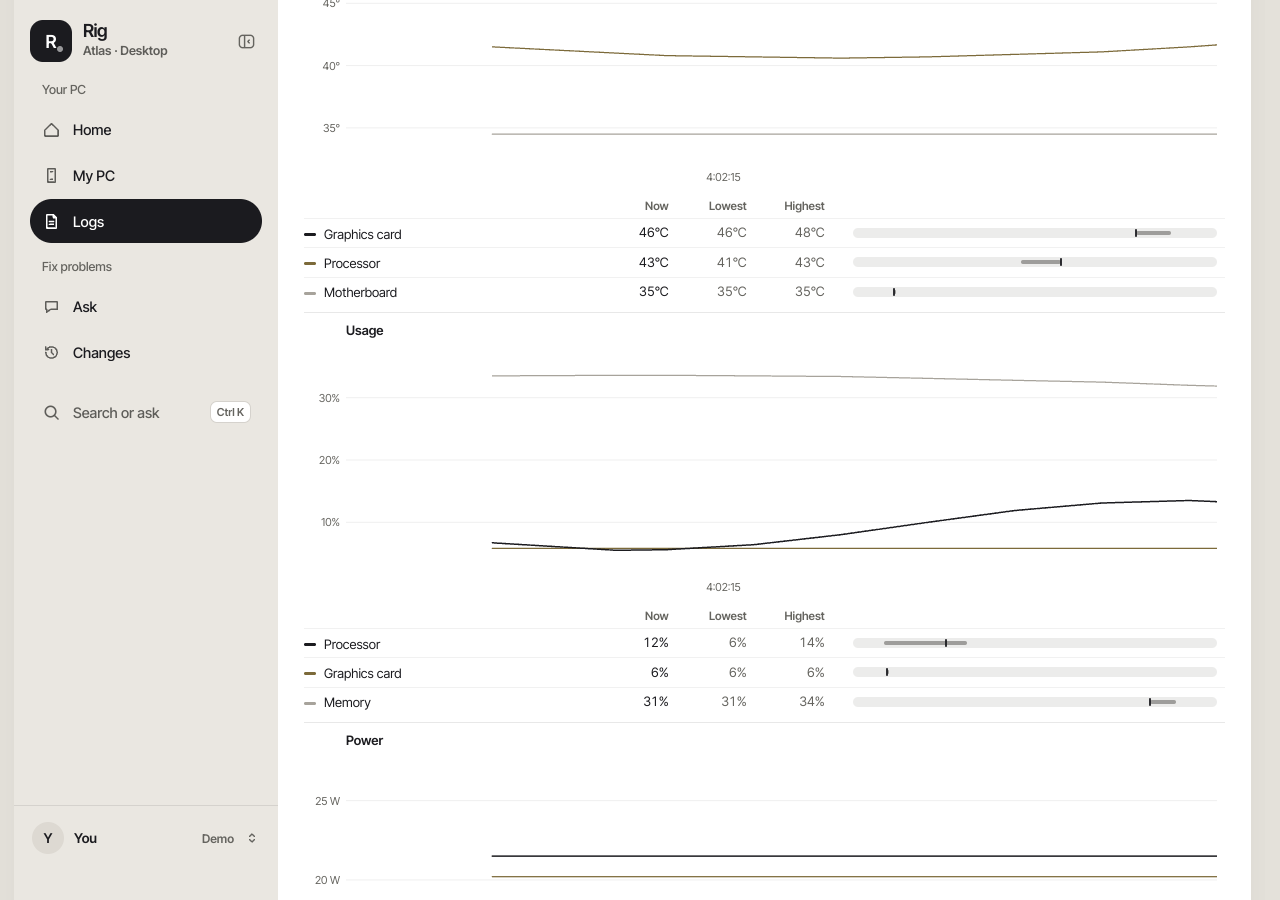 R.
Rig
Atlas · Desktop
Your PC
Home
My PC
Logs
Fix problems
Ask
Changes
Search or ask Ctrl K
Y You Demo
45°
40°
35°
4:02:15
Now Lowest Highest
Graphics card 46°C 46°C 48°C
Processor 43°C 41°C 43°C
Motherboard 35°C 35°C 35°C
Usage
30%
20%
10%
4:02:15
Now Lowest Highest
Processor 12% 6% 14%
Graphics card 6% 6% 6%
Memory 31% 31% 34%
Power
25 W
20 W